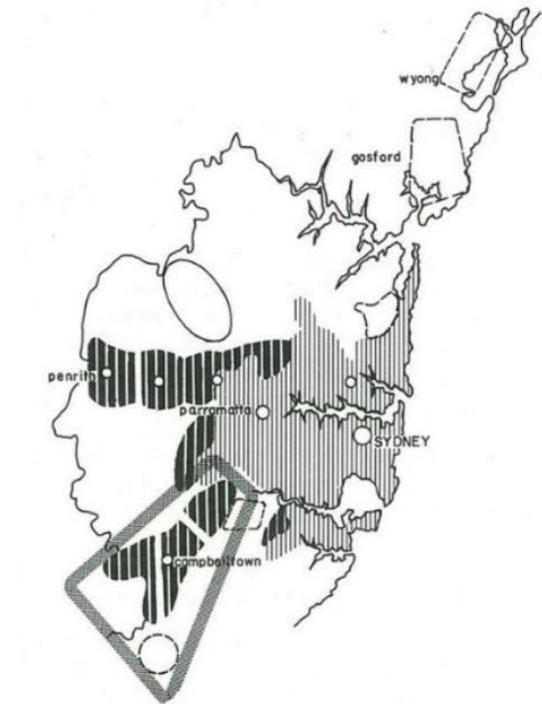 wyong
gosford
penrith
parramatta
SYDNEY
campbelltown